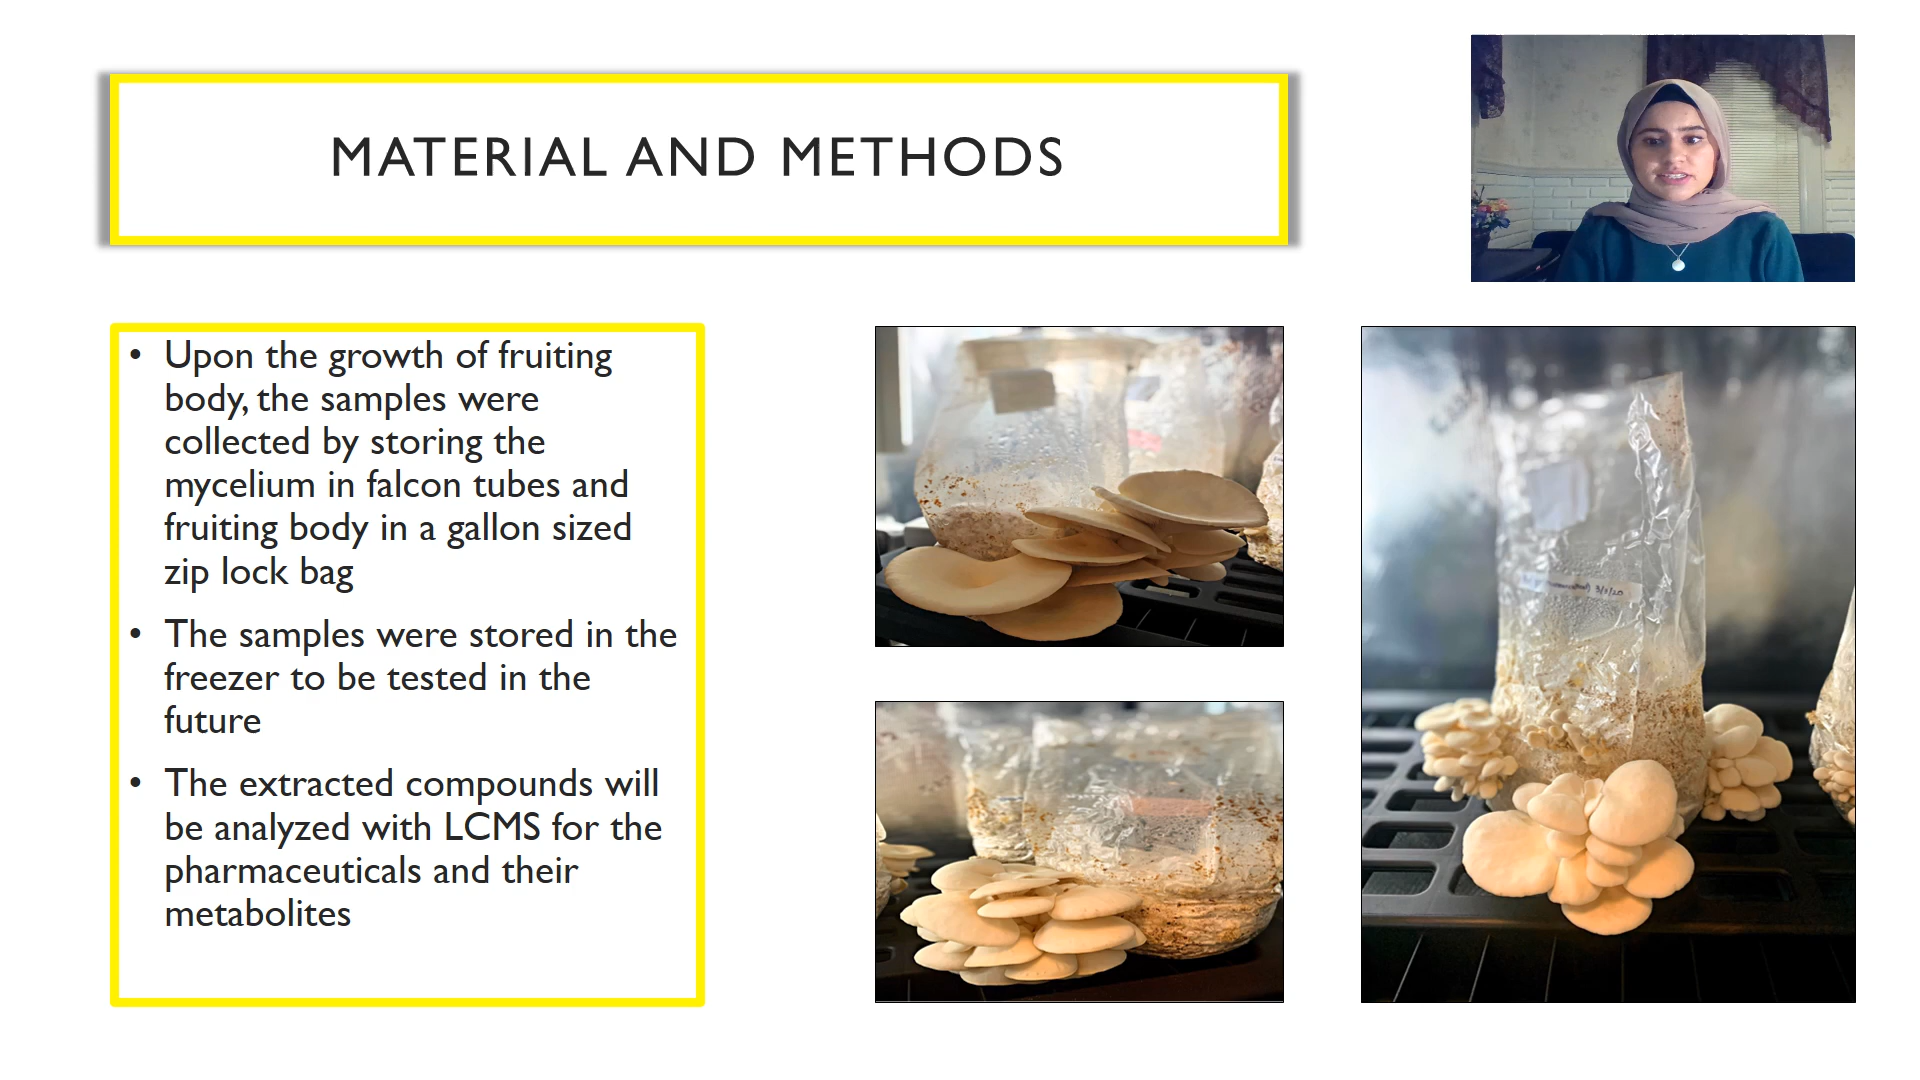 MATERIAL AND METHODS
• Upon the growth of fruiting
body, the samples were
collected by storing the
mycelium in falcon tubes and
fruiting body in a gallon sized
zip lock bag
• The samples were stored in the
freezer to be tested in the
future
• The extracted compounds will
be analyzed with LCMS for the
pharmaceuticals and their
metabolites